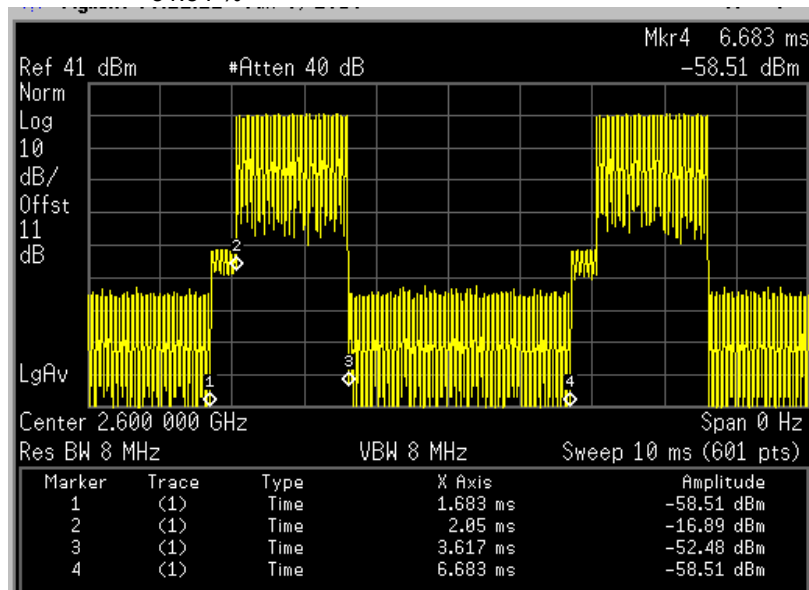 Mkr4 6.683 ms
Ref 41 dBm #Atten 40 dB -58.51 dBm
Norm
Log
10
dB/
Offst
11
dB
2
3
LgAv
1
4
Center 2.600 000 GHz Span 0 Hz
Res BW 8 MHz VBW 8 MHz Sweep 10 ms (601 pts)
Marker Trace Type X Axis Amplitude
1 (1) Time 1.683 ms -58.51 dBm
2 (1) Time 2.05 ms -16.89 dBm
3 (1) Time 3.617 ms -52.48 dBm
4 (1) Time 6.683 ms -58.51 dBm